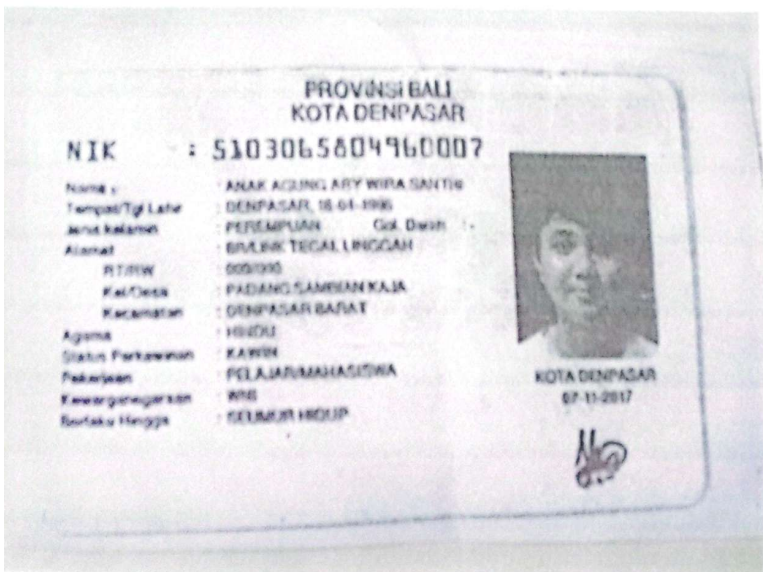 PROVINSI BALI
KOTA DENPASAR
NIK : 5103065804960007
Nama : ANAK AGUNG ARY WIRA SANTHI
Tempat/Tgl Lahir : DENPASAR, 18-04-1996
Jenis kelamin : PEREMPUAN Gol. Darah : -
Alamat : BR/LINK TEGAL LINGGAH
RT/RW : 000/000
Kel/Desa : PADANG SAMBIAN KAJA
Kecamatan : DENPASAR BARAT
Agama : HINDU
Status Perkawinan : KAWIN
Pekerjaan : PELAJAR/MAHASISWA
Kewarganegaraan : WNI
Berlaku Hingga : SEUMUR HIDUP
KOTA DENPASAR
07-11-2017